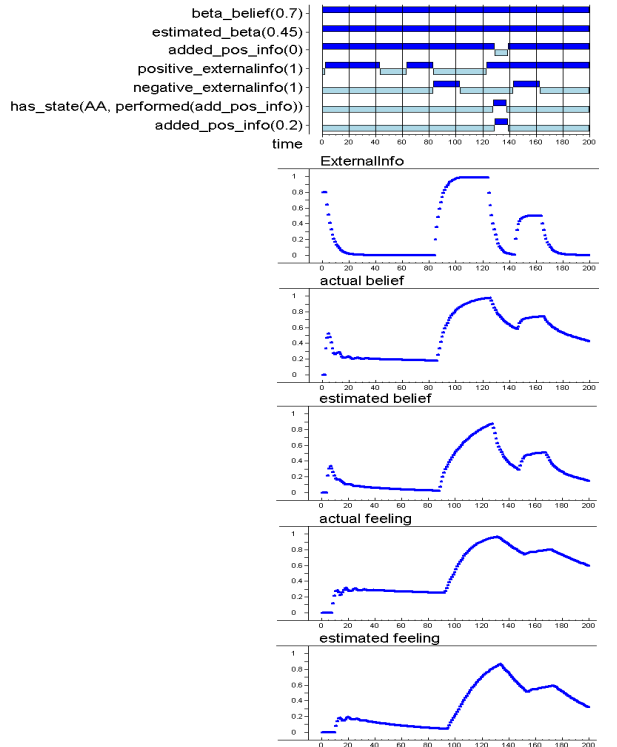 beta_belief(0.7)
estimated_beta(0.45)
added_pos_info(0)
positive_externalinfo(1)
negative_externalinfo(1)
has_state(AA, performed(add_pos_info))
added_pos_info(0.2)
time 0 20 40 60 80 100 120 140 160 180 200
ExternalInfo
1
0.8
0.6
0.4
0.2
0
0 20 40 60 80 100 120 140 160 180 200
actual belief
1
0.8
0.6
0.4
0.2
0
0 20 40 60 80 100 120 140 160 180 200
estimated belief
1
0.8
0.6
0.4
0.2
0
0 20 40 60 80 100 120 140 160 180 200
actual feeling
1
0.8
0.6
0.4
0.2
0
0 20 40 60 80 100 120 140 160 180 200
estimated feeling
1
0.8
0.6
0.4
0.2
0
0 20 40 60 80 100 120 140 160 180 200